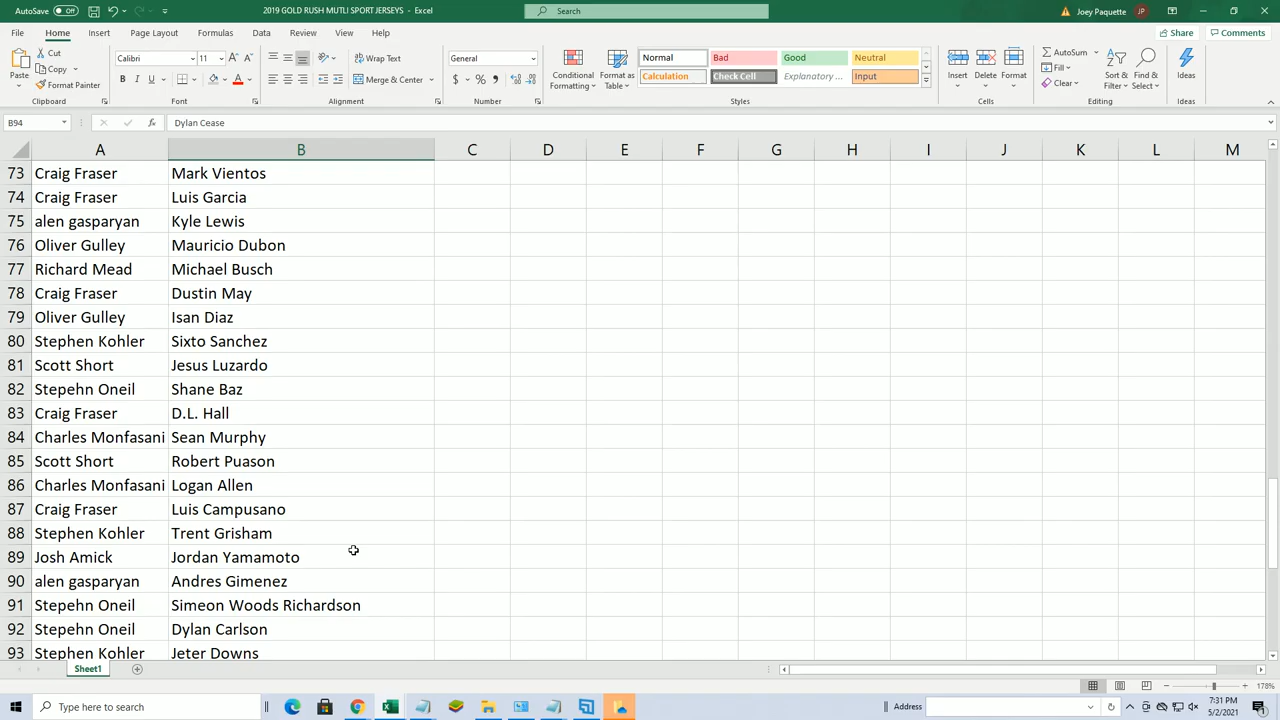 AutoSave Off 2019 GOLD RUSH MUTLI SPORT JERSEYS - Excel Search Joey Paquette JP
File Home Insert Page Layout Formulas Data Review View Help Share Comments
Paste Cut Copy Format Painter Clipboard
Calibri 11 B I U Font
Wrap Text Merge & Center Alignment
General $ % Number
Conditional Formatting Format as Table Normal Bad Good Neutral Calculation Check Cell Explanatory ... Input Styles
Insert Delete Format Cells
AutoSum Fill Clear Sort & Filter Find & Select Editing
Ideas Ideas
B94 fx Dylan Cease
A B C D E F G H I J K L M
73 Craig Fraser Mark Vientos
74 Craig Fraser Luis Garcia
75 alen gasparyan Kyle Lewis
76 Oliver Gulley Mauricio Dubon
77 Richard Mead Michael Busch
78 Craig Fraser Dustin May
79 Oliver Gulley Isan Diaz
80 Stephen Kohler Sixto Sanchez
81 Scott Short Jesus Luzardo
82 Stepehn Oneil Shane Baz
83 Craig Fraser D.L. Hall
84 Charles Monfasani Sean Murphy
85 Scott Short Robert Puason
86 Charles Monfasani Logan Allen
87 Craig Fraser Luis Campusano
88 Stephen Kohler Trent Grisham
89 Josh Amick Jordan Yamamoto
90 alen gasparyan Andres Gimenez
91 Stepehn Oneil Simeon Woods Richardson
92 Stepehn Oneil Dylan Carlson
93 Stephen Kohler Jeter Downs
Sheet1
178%
Type here to search Address 7:31 PM
5/2/2021